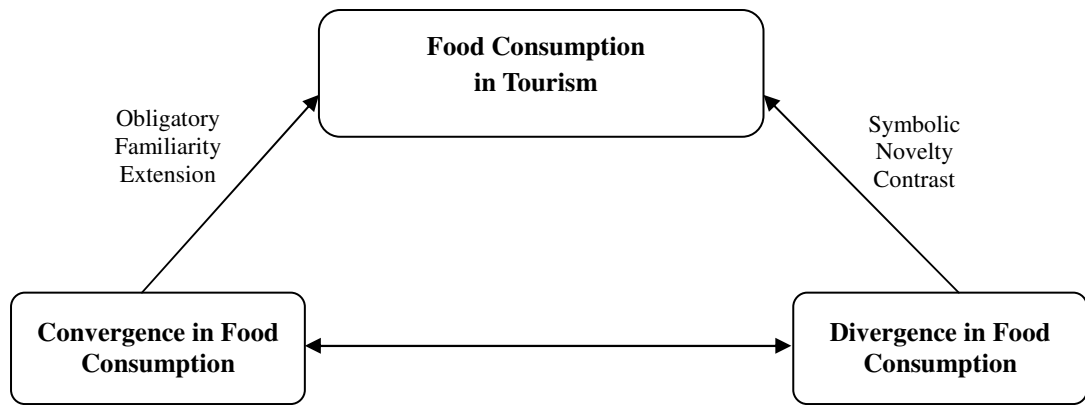 Food Consumption
in Tourism
Obligatory
Familiarity
Extension
Symbolic
Novelty
Contrast
Convergence in Food
Consumption
Divergence in Food
Consumption